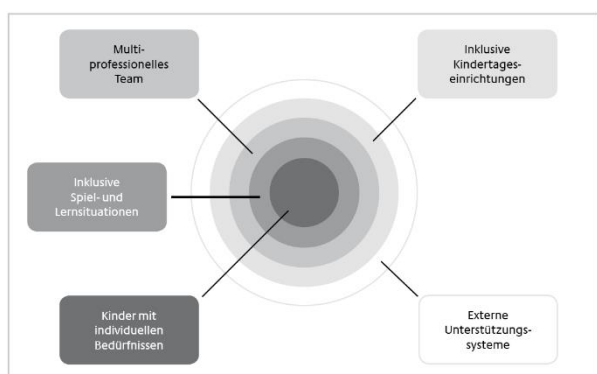 Multi-
professionelles
Team
Inklusive
Kindertages-
einrichtungen
Inklusive
Spiel- und
Lernsituationen
Kinder mit
individuellen
Bedürfnissen
Externe
Unterstützungs-
systeme